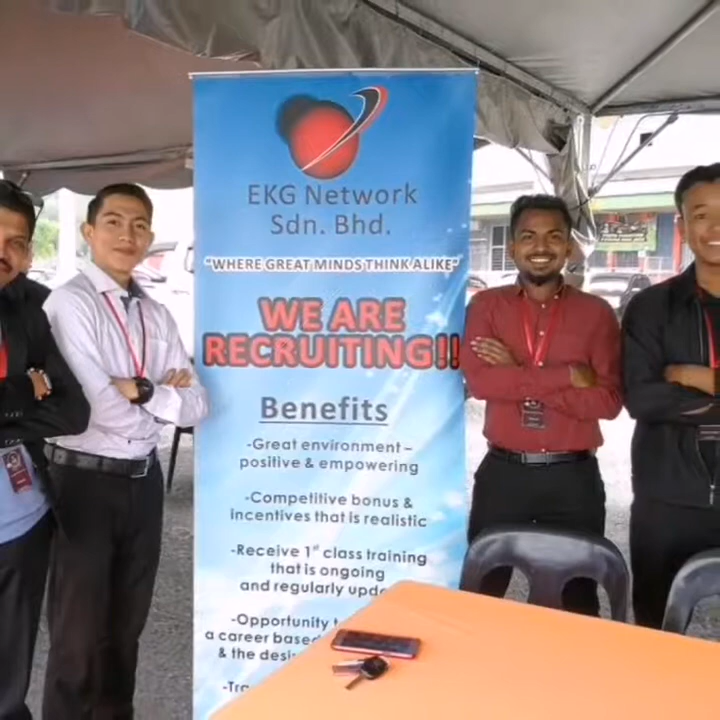 EKG Network
Sdn. Bhd.
"WHERE GREAT MINDS THINK ALIKE"
WE ARE
RECRUITING!!
Benefits
-Great environment –
positive & empowering
-Competitive bonus &
incentives that is realistic
-Receive 1st class training
that is ongoing
and regularly
-Opportunity
a career based
& the